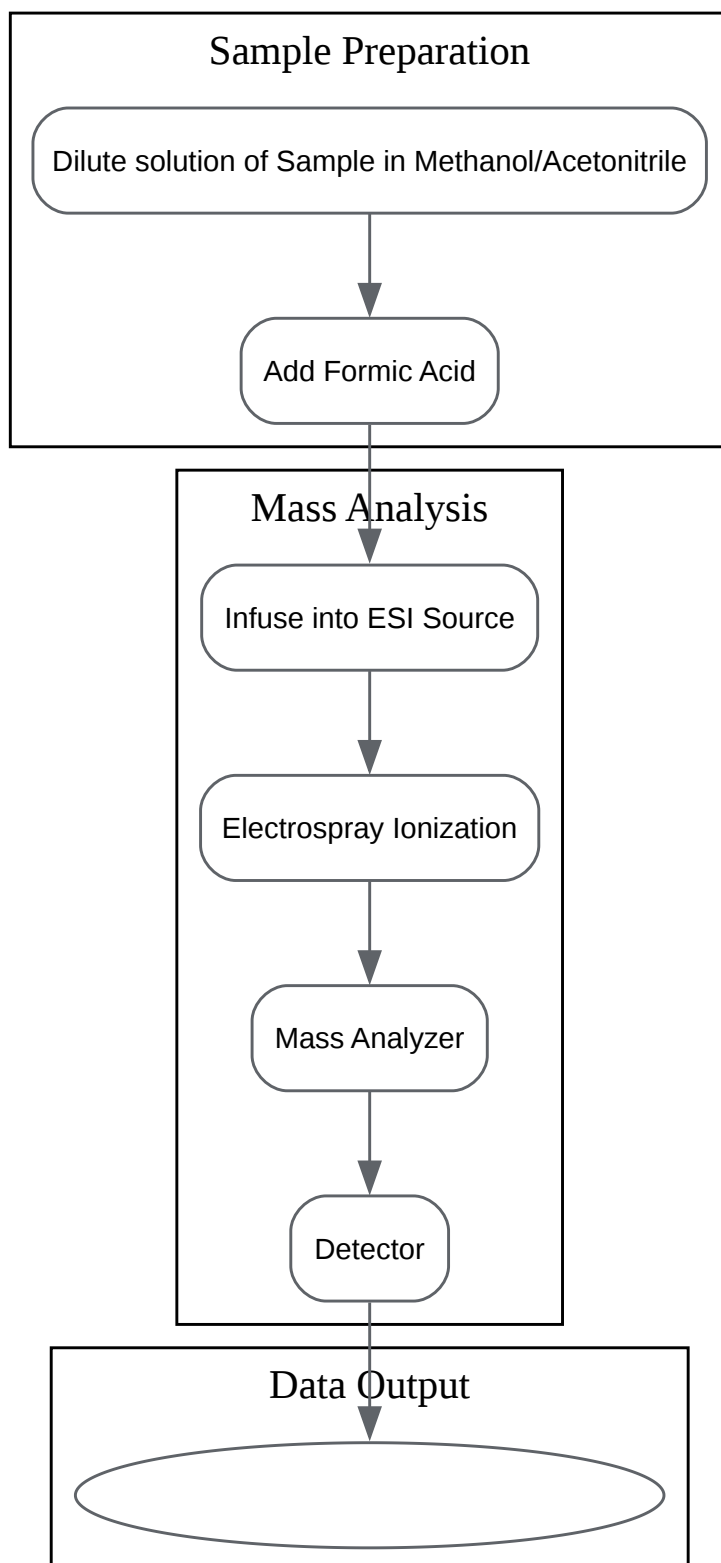 Sample Preparation
Dilute solution of Sample in Methanol/Acetonitrile
Add Formic Acid
Mass Analysis
Infuse into ESI Source
Electrospray Ionization
Mass Analyzer
Detector
Data Output